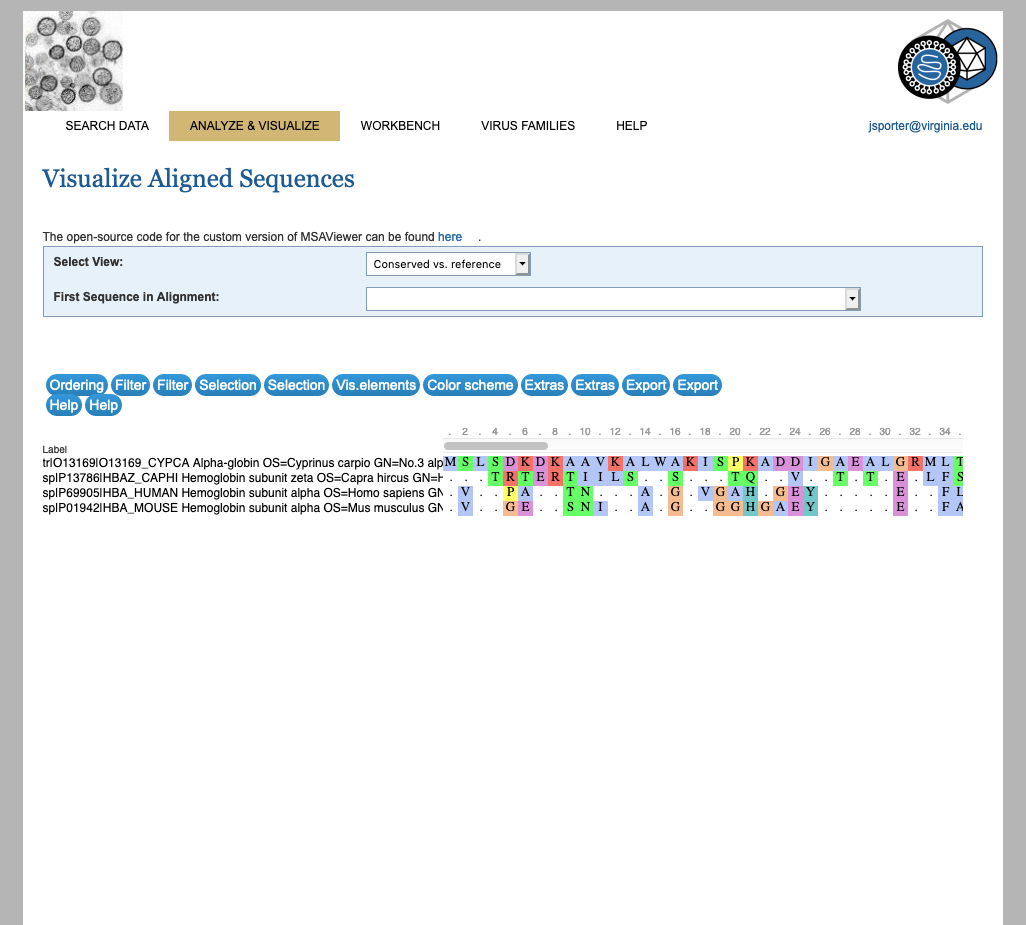 SEARCH DATA ANALYZE & VISUALIZE WORKBENCH VIRUS FAMILIES HELP jsporter@virginia.edu
Visualize Aligned Sequences
The open-source code for the custom version of MSAViewer can be found here .
Select View: Conserved vs. reference
First Sequence in Alignment:
Ordering Filter Filter Selection Selection Vis.elements Color scheme Extras Extras Export Export
Help Help
. 2 . 4 . 6 . 8 . 10 . 12 . 14 . 16 . 18 . 20 . 22 . 24 . 26 . 28 . 30 . 32 . 34 .
Label
tr|O13169|O13169_CYPCA Alpha-globin OS=Cyprinus carpio GN=No.3 alp M S L S D K D K A A V K A L W A K I S P K A D D I G A E A L G R M L T
sp|P13786|HBAZ_CAPHI Hemoglobin subunit zeta OS=Capra hircus GN=H . . . T R T E R T I I L S . . S . . . T Q . . V . . T . T . E . L F S
sp|P69905|HBA_HUMAN Hemoglobin subunit alpha OS=Homo sapiens GN . V . . P A . . T N . . . A . G . V G A H . G E Y . . . . . E . . F L
sp|P01942|HBA_MOUSE Hemoglobin subunit alpha OS=Mus musculus GN . V . . G E . . S N I . . A . G . . G G H G A E Y . . . . . E . . F A